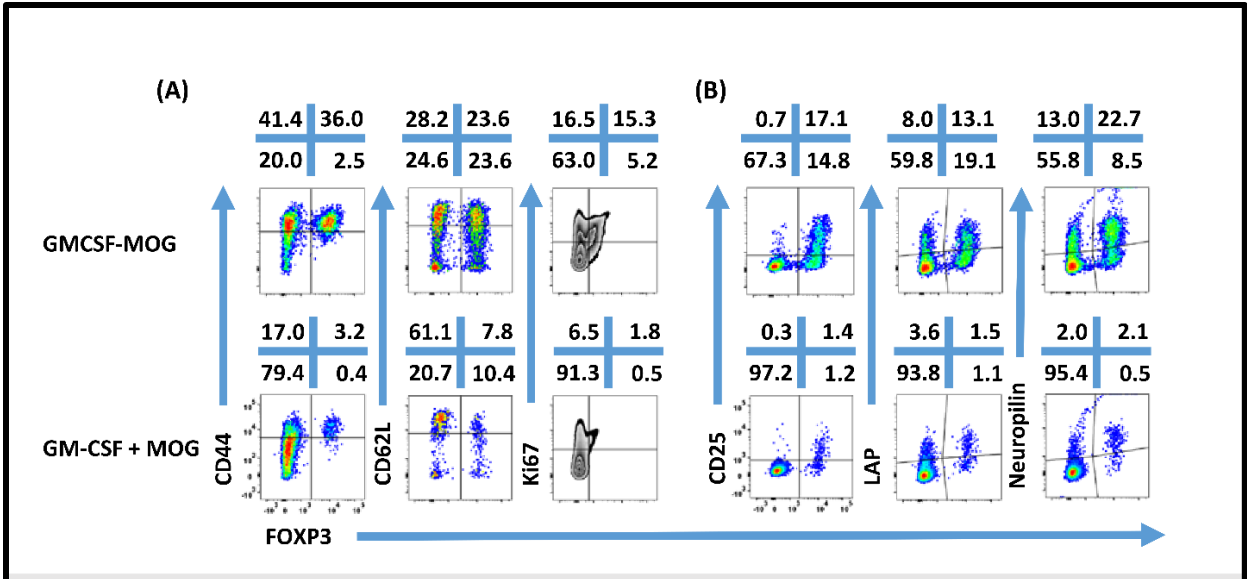 (A) (B)
41.4 36.0 28.2 23.6 16.5 15.3 0.7 17.1 8.0 13.1 13.0 22.7
20.0 2.5 24.6 23.6 63.0 5.2 67.3 14.8 59.8 19.1 55.8 8.5
GMCSF-MOG
17.0 3.2 61.1 7.8 6.5 1.8 0.3 1.4 3.6 1.5 2.0 2.1
79.4 0.4 20.7 10.4 91.3 0.5 97.2 1.2 93.8 1.1 95.4 0.5
GM-CSF + MOG
CD44
CD62L
Ki67
CD25
LAP
Neuropilin
FOXP3